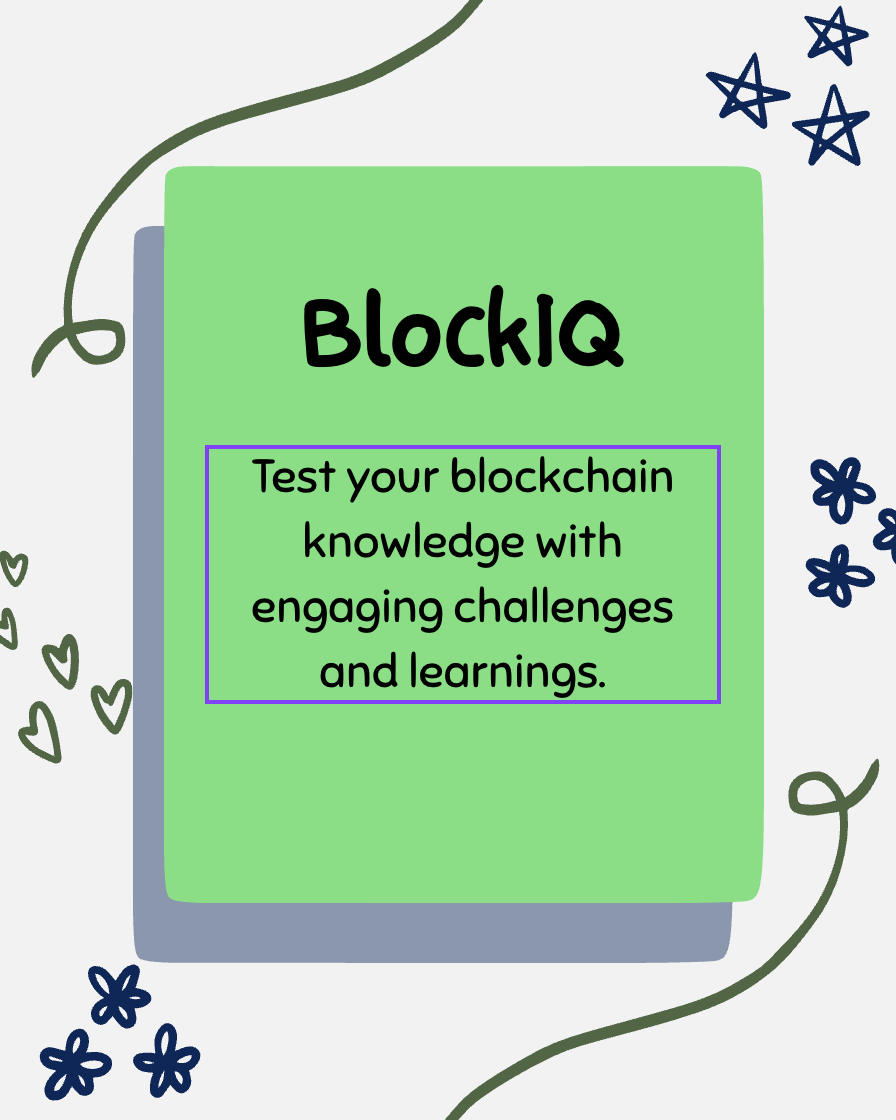 BlockIQ
Test your blockchain
knowledge with
engaging challenges
and learnings.